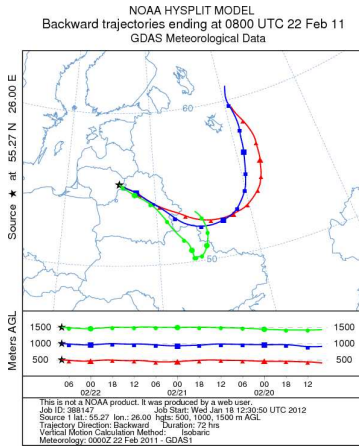 NOAA HYSPLIT MODEL
Backward trajectories ending at 0800 UTC 22 Feb 11
GDAS Meteorological Data
Source ★ at 55.27 N 26.00 E
60
50
Meters AGL
1500 1500
1000 1000
500 500
06 00 18 12 06 00 18 12 06 00 18 12
02/22 02/21 02/20
This is not a NOAA product. It was produced by a web user.
Job ID: 388147 Job Start: Wed Jan 18 12:30:50 UTC 2012
Source 1 lat.: 55.27 lon.: 26.00 hgts: 500, 1000, 1500 m AGL
Trajectory Direction: Backward Duration: 72 hrs
Vertical Motion Calculation Method: Isobaric
Meteorology: 0000Z 22 Feb 2011 - GDAS1